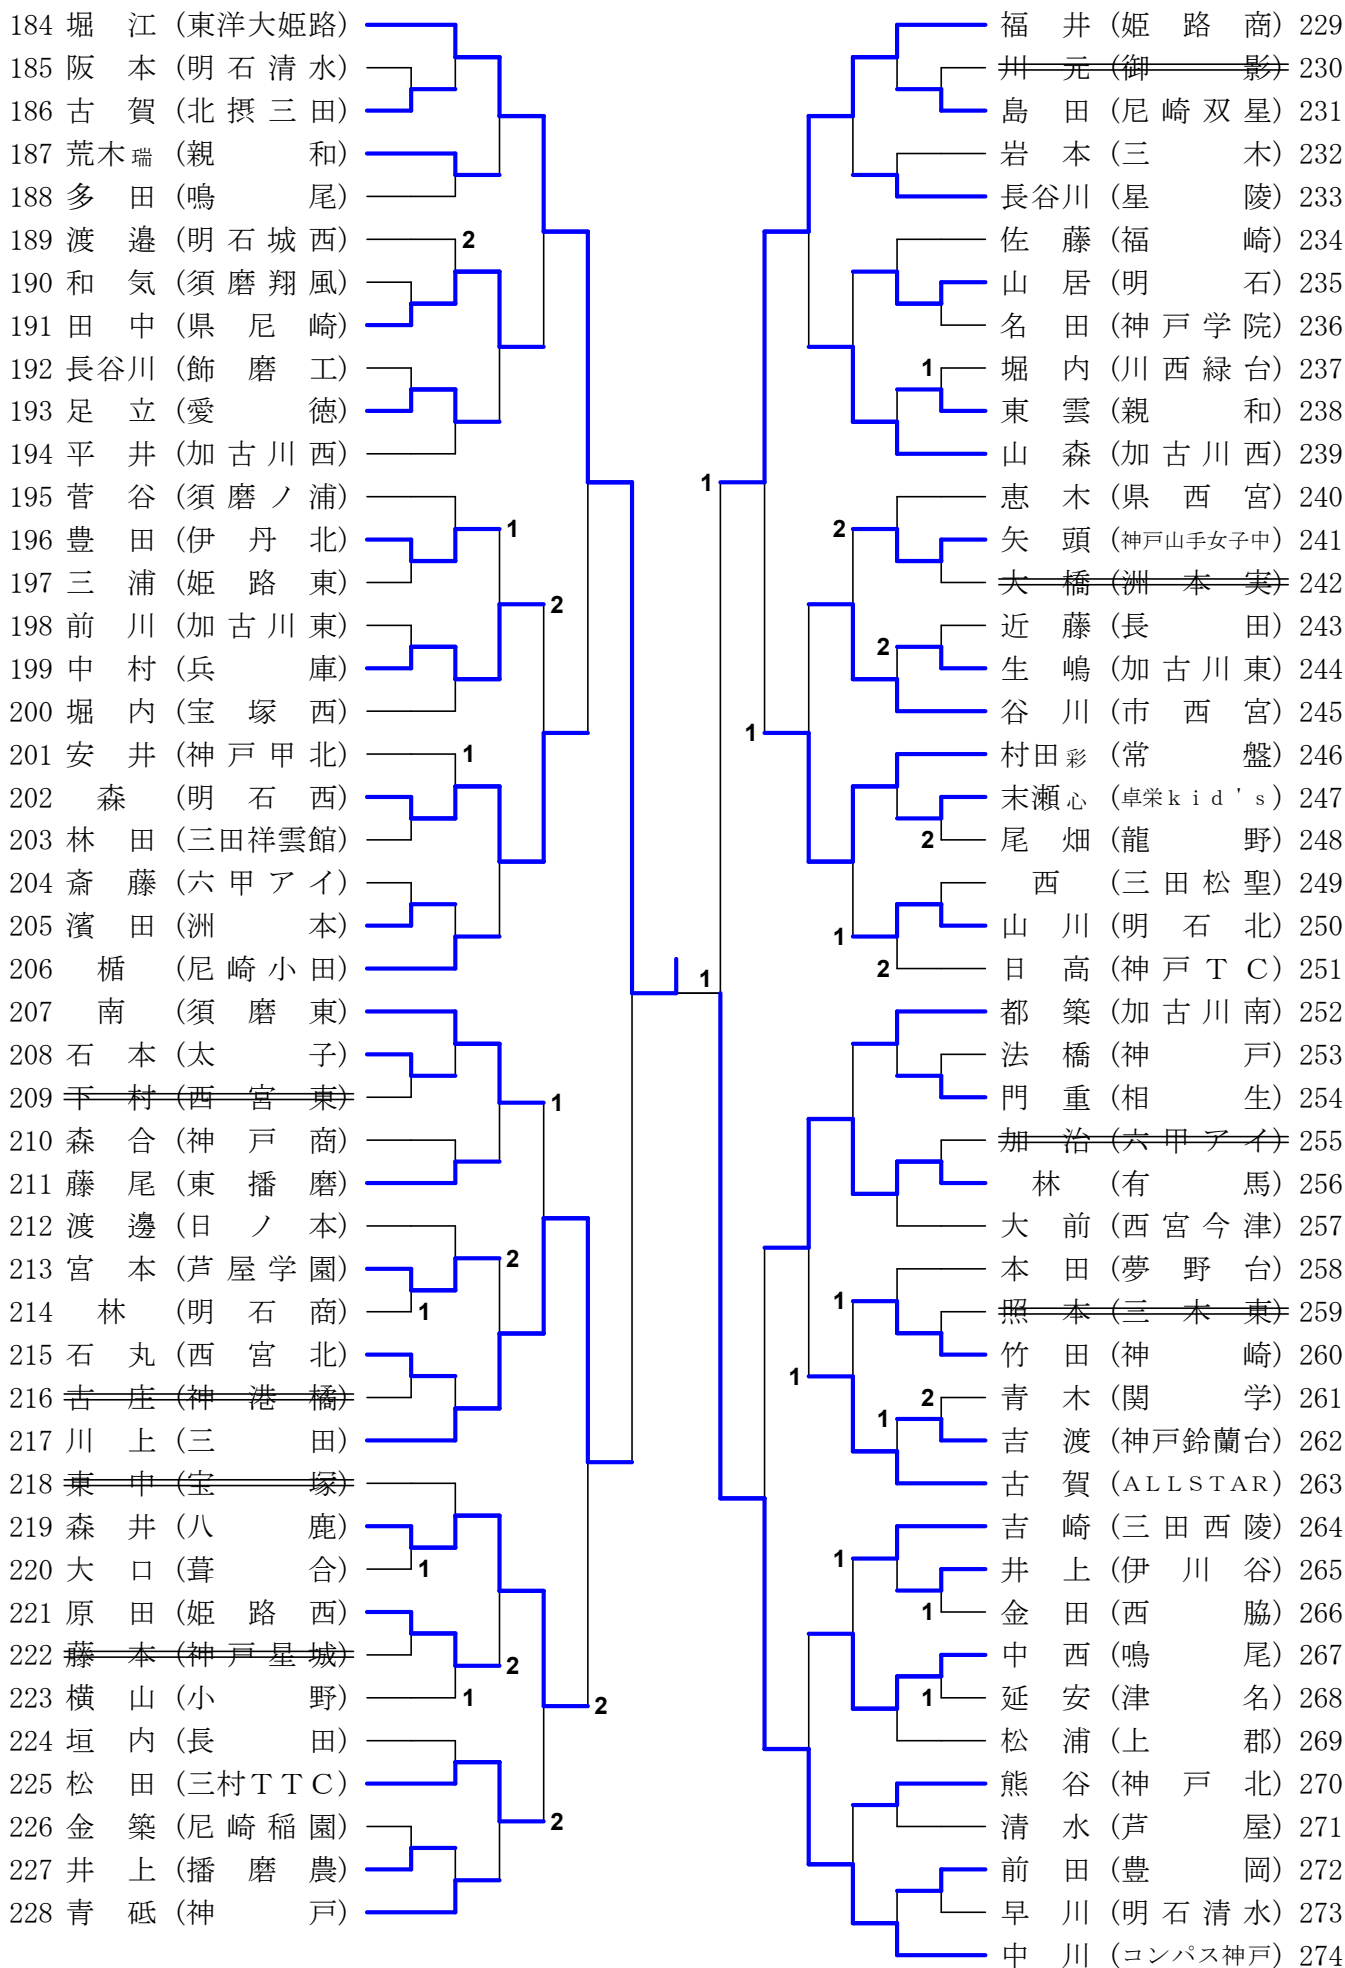 184 堀　江 (東洋大姫路)
185 阪　本 (明石清水)
186 古　賀 (北摂三田)
187 荒木瑞 (親　　和)
188 多　田 (鳴　　尾)
189 渡　邉 (明石城西)
2
190 和　気 (須磨翔風)
191 田　中 (県尼崎)
192 長谷川 (飾磨工)
193 足　立 (愛　　徳)
194 平　井 (加古川西)
195 菅　谷 (須磨ノ浦)
1
196 豊　田 (伊丹北)
197 三　浦 (姫路東)
2
198 前　川 (加古川東)
199 中　村 (兵　　庫)
200 堀　内 (宝塚西)
201 安　井 (神戸甲北)
1
202 森 (明石西)
203 林　田 (三田祥雲館)
204 斎　藤 (六甲アイ)
205 濱　田 (洲　　本)
206 楯 (尼崎小田)
207 南 (須磨東)
208 石　本 (太　　子)
209 下　村 (西宮東)
1
210 森　合 (神戸商)
211 藤　尾 (東播磨)
212 渡　邊 (日ノ本)
2
213 宮　本 (芦屋学園)
214 林 (明石商)
1
215 石　丸 (西宮北)
216 古　庄 (神港橘)
217 川　上 (三　　田)
218 東　中 (宝　　塚)
219 森　井 (八　　鹿)
220 大　口 (葺　　合)
1
221 原　田 (姫路西)
222 藤　本 (神戸星城)
2
223 横　山 (小　　野)
1
2
224 垣　内 (長　　田)
225 松　田 (三村ＴＴＣ)
226 金　築 (尼崎稲園)
2
227 井　上 (播磨農)
228 青　砥 (神　　戸)
1
福　井 (姫路商) 229
川　元 (御　　影) 230
島　田 (尼崎双星) 231
岩　本 (三　　木) 232
長谷川 (星　　陵) 233
佐　藤 (福　　崎) 234
山　居 (明　　石) 235
名　田 (神戸学院) 236
1
堀　内 (川西緑台) 237
東　雲 (親　　和) 238
山　森 (加古川西) 239
1
恵　木 (県西宮) 240
2
矢　頭 (神戸山手女子中) 241
大　橋 (洲本実) 242
近　藤 (長　　田) 243
2
生　嶋 (加古川東) 244
谷　川 (市西宮) 245
1
村田彩 (常　　盤) 246
末瀬心 (卓栄ｋｉｄ'ｓ) 247
2
尾　畑 (龍　　野) 248
西 (三田松聖) 249
山　川 (明石北) 250
1
2
日　高 (神戸ＴＣ) 251
都　築 (加古川南) 252
法　橋 (神　　戸) 253
門　重 (相　　生) 254
加　治 (六甲アイ) 255
林 (有　　馬) 256
大　前 (西宮今津) 257
本　田 (夢野台) 258
1
照　本 (三木東) 259
竹　田 (神　　崎) 260
1
2
青　木 (関　　学) 261
1
吉　渡 (神戸鈴蘭台) 262
古　賀 (ＡＬＬＳＴＡＲ) 263
吉　崎 (三田西陵) 264
1
井　上 (伊川谷) 265
1
金　田 (西　　脇) 266
中　西 (鳴　　尾) 267
1
延　安 (津　　名) 268
松　浦 (上　　郡) 269
熊　谷 (神戸北) 270
清　水 (芦　　屋) 271
前　田 (豊　　岡) 272
早　川 (明石清水) 273
中　川 (コンパス神戸) 274